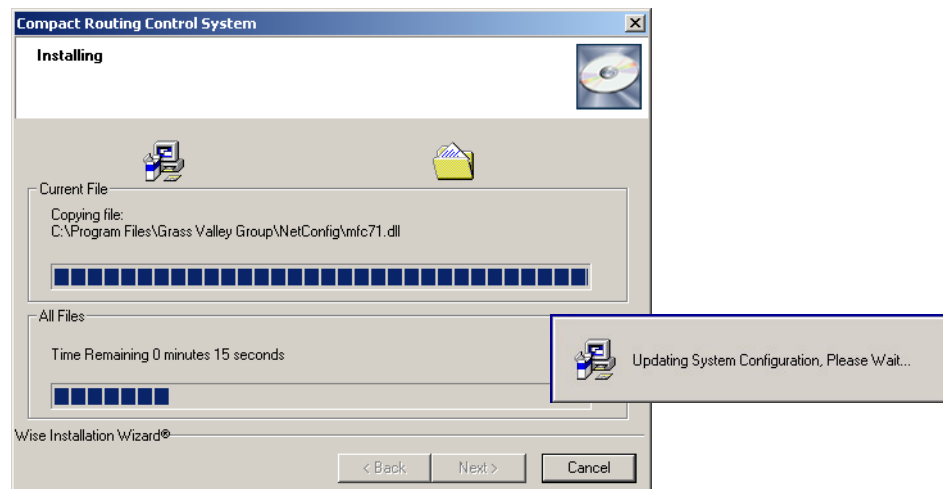 Compact Routing Control System
Installing
Current File
Copying file:
C:\Program Files\Grass Valley Group\NetConfig\mfc71.dll
All Files
Time Remaining 0 minutes 15 seconds
Updating System Configuration, Please Wait...
Wise Installation Wizard®
< Back
Next >
Cancel